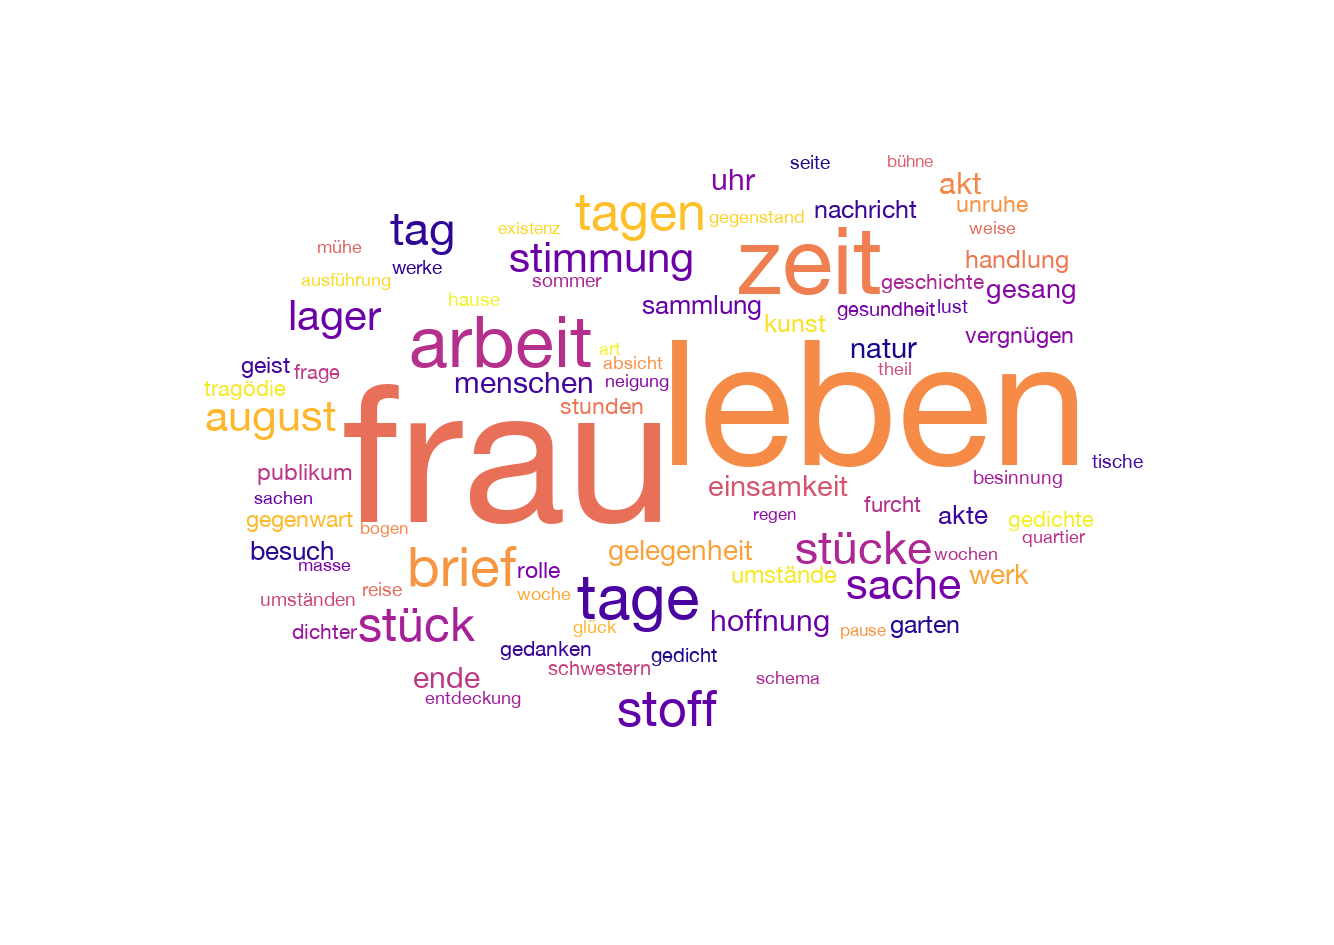 seite
bühne
uhr
akt
tagen
gegenstand
nachricht
unruhe
tag
existenz
weise
mühe
stimmung
zeit
handlung
werke
ausführung
sommer
geschichte
gesang
hause
sammlung
gesundheit
lust
lager
kunst
vergnügen
arbeit
art
natur
geist
frage
absicht
theil
tragödie
menschen
neigung
leben
august
stunden
frau
publikum
tische
sachen
einsamkeit
besinnung
gegenwart
bogen
regen
furcht
akte
gedichte
quartier
besuch
masse
gelegenheit
stücke
wochen
brief
rolle
umstände
sache
werk
umständen
reise
woche
tage
dichter
stück
glück
hoffnung
pause
garten
gedanken
schwestern
gedicht
ende
schema
entdeckung
stoff